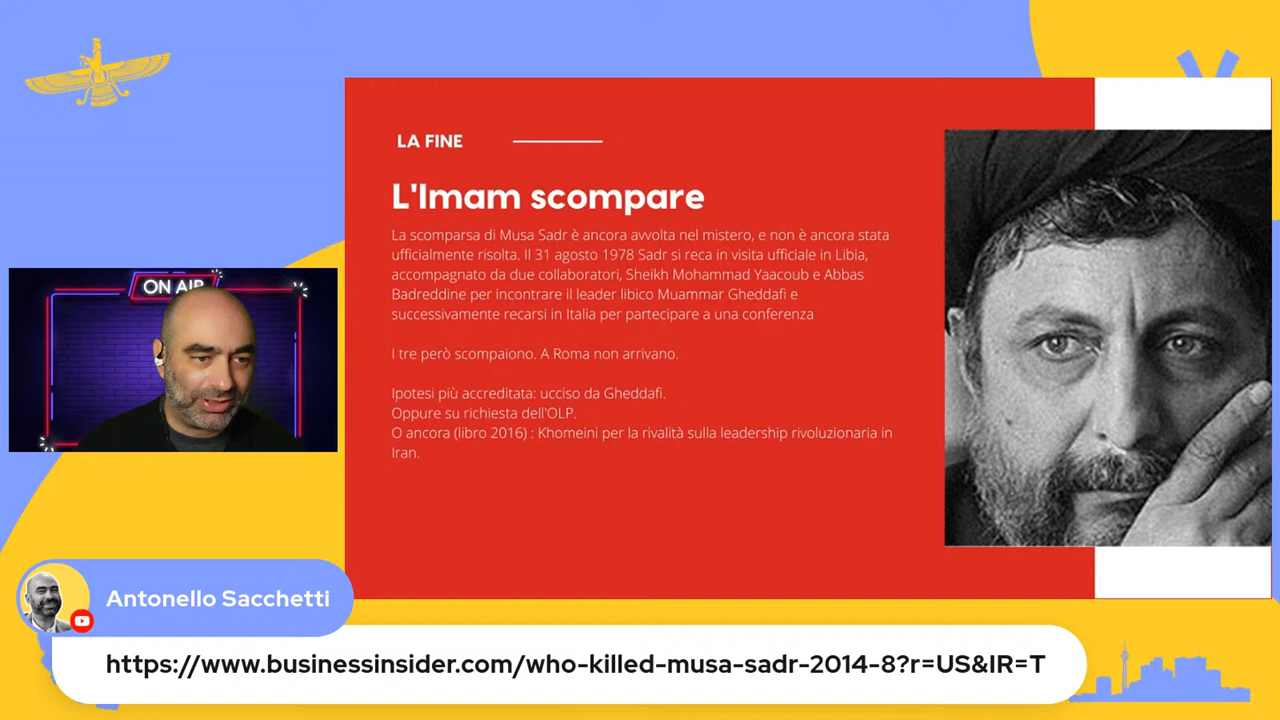 LA FINE
L'Imam scompare
La scomparsa di Musa Sadr è ancora avvolta nel mistero, e non è ancora stata
ufficialmente risolta. Il 31 agosto 1978 Sadr si reca in visita ufficiale in Libia,
accompagnato da due collaboratori, Sheikh Mohammad Yaacoub e Abbas
Badreddine per incontrare il leader libico Muammar Gheddafi e
successivamente recarsi in Italia per partecipare a una conferenza
I tre però scompaiono. A Roma non arrivano.
Ipotesi più accreditata: ucciso da Gheddafi.
Oppure su richiesta dell'OLP.
O ancora (libro 2016) : Khomeini per la rivalità sulla leadership rivoluzionaria in
Iran.
ON AIR
Antonello Sacchetti
https://www.businessinsider.com/who-killed-musa-sadr-2014-8?r=US&IR=T